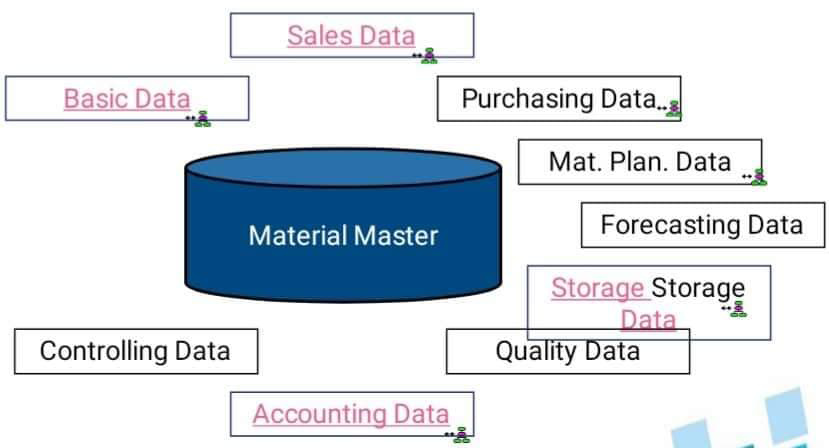 Sales Data
Basic Data
Purchasing Data
Mat. Plan. Data
Material Master
Forecasting Data
Storage Storage
Data
Controlling Data
Quality Data
Accounting Data